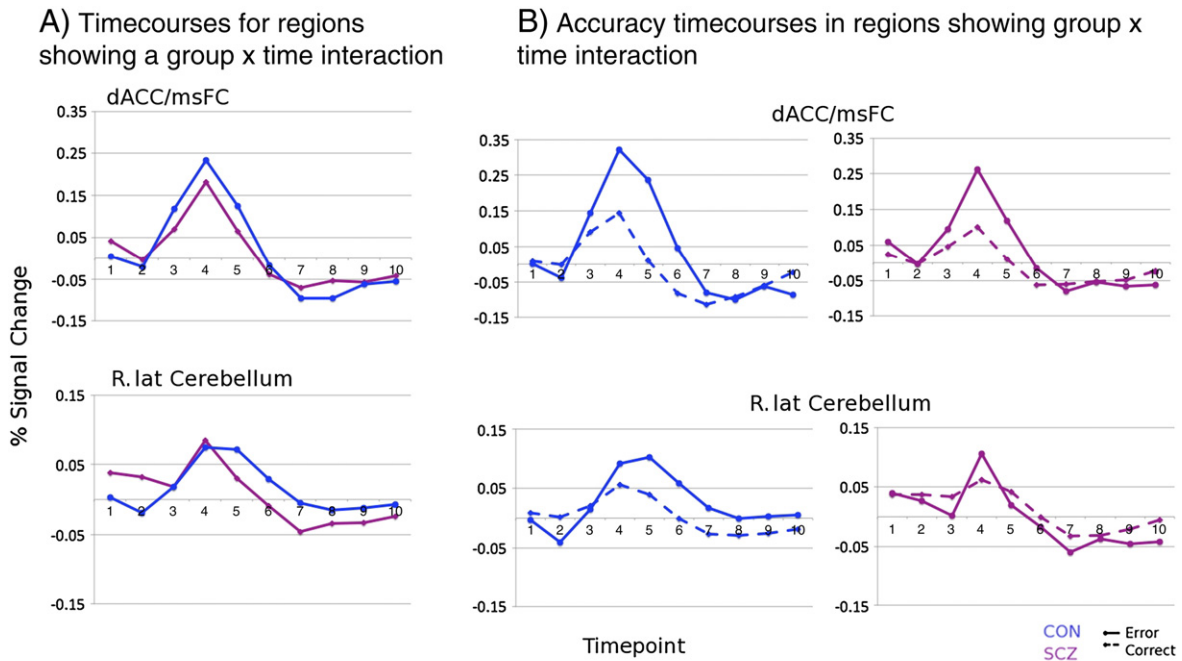 A) Timecourses for regions
showing a group x time interaction
B) Accuracy timecourses in regions showing group x
time interaction
dACC/msFC
0.35
0.25
0.15
0.05
-0.05
-0.15
1 2 3 4 5 6 7 8 9 10
R. lat Cerebellum
0.15
0.05
-0.05
-0.15
1 2 3 4 5 6 7 8 9 10
% Signal Change
dACC/msFC
0.35
0.25
0.15
0.05
-0.05
-0.15
1 2 3 4 5 6 7 8 9 10
0.35
0.25
0.15
0.05
-0.05
-0.15
1 2 3 4 5 6 7 8 9 10
R. lat Cerebellum
0.15
0.05
-0.05
-0.15
1 2 3 4 5 6 7 8 9 10
0.15
0.05
-0.05
-0.15
1 2 3 4 5 6 7 8 9 10
Timepoint
CON
SCZ
Error
Correct